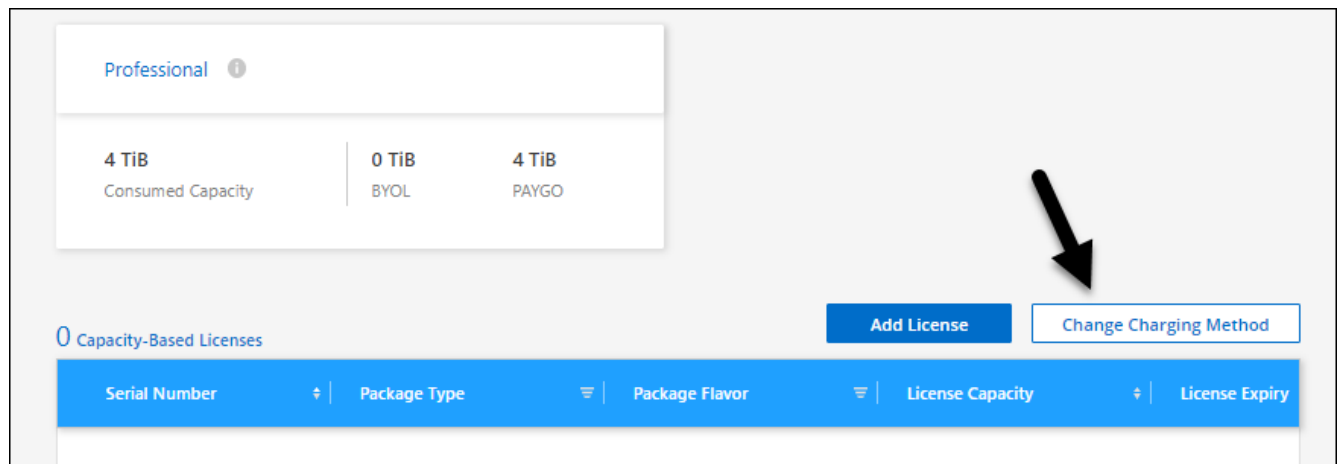 Professional
4 TiB 0 TiB 4 TiB
Consumed Capacity BYOL PAYGO
Add License Change Charging Method
0 Capacity-Based Licenses
Serial Number Package Type Package Flavor License Capacity License Expiry